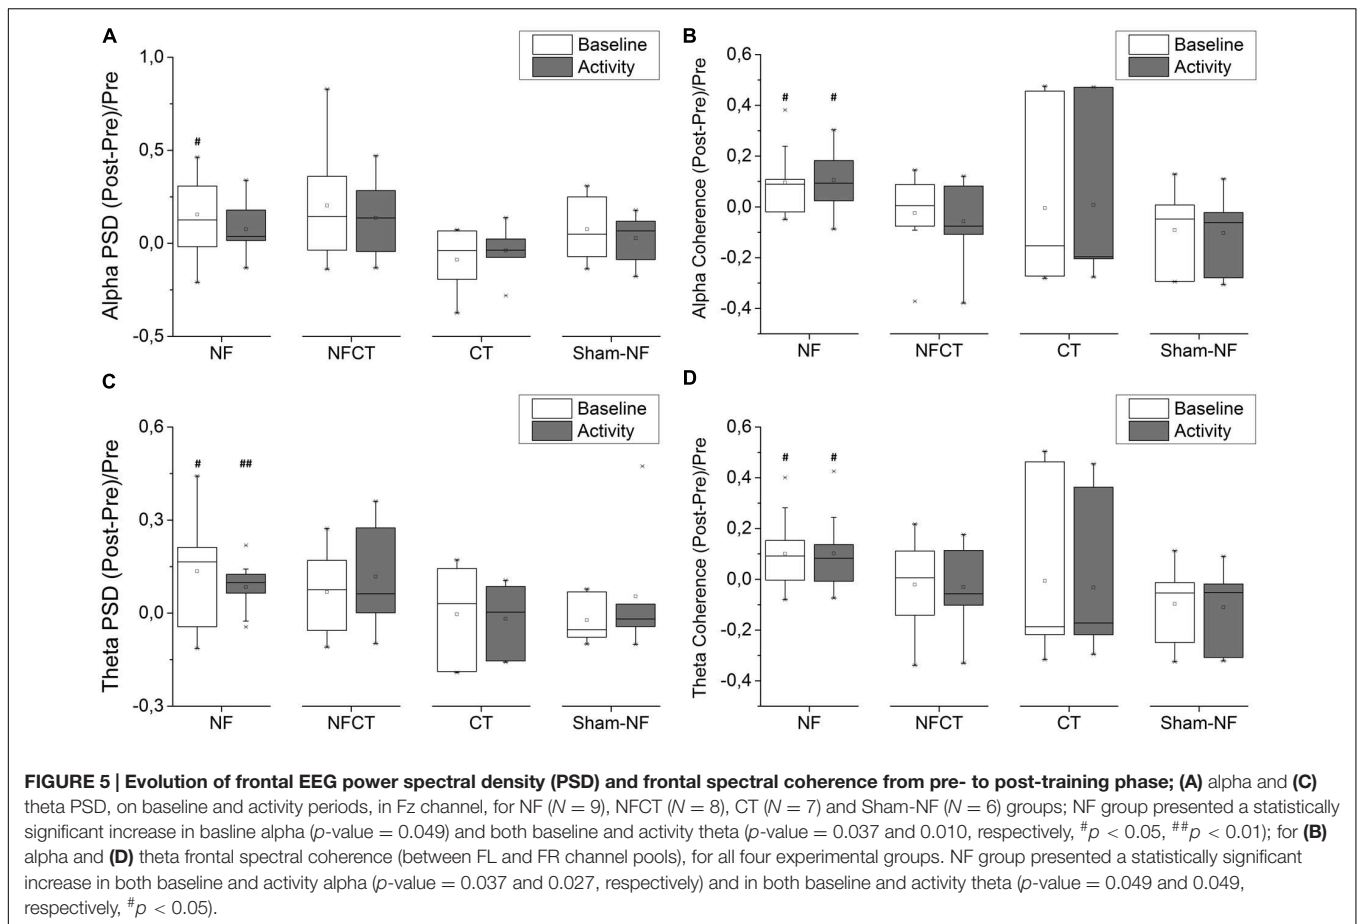 A
Baseline
Activity
Alpha PSD (Post-Pre)/Pre
1,0
0,5
0,0
-0,5
#
NF
NFCT
CT
Sham-NF
B
Baseline
Activity
Alpha Coherence (Post-Pre)/Pre
0,6
0,4
0,2
0,0
-0,2
-0,4
# #
NF
NFCT
CT
Sham-NF
C
Baseline
Activity
Theta PSD (Post-Pre)/Pre
0,6
0,3
0,0
-0,3
# ##
NF
NFCT
CT
Sham-NF
D
Baseline
Activity
Theta Coherence (Post-Pre)/Pre
0,6
0,4
0,2
0,0
-0,2
-0,4
# #
NF
NFCT
CT
Sham-NF
FIGURE 5 | Evolution of frontal EEG power spectral density (PSD) and frontal spectral coherence from pre- to post-training phase; (A) alpha and (C)
theta PSD, on baseline and activity periods, in Fz channel, for NF (N = 9), NFCT (N = 8), CT (N = 7) and Sham-NF (N = 6) groups; NF group presented a statistically
significant increase in basline alpha (p-value = 0.049) and both baseline and activity theta (p-value = 0.037 and 0.010, respectively, #p < 0.05, ##p < 0.01); for (B)
alpha and (D) theta frontal spectral coherence (between FL and FR channel pools), for all four experimental groups. NF group presented a statistically significant
increase in both baseline and activity alpha (p-value = 0.037 and 0.027, respectively) and in both baseline and activity theta (p-value = 0.049 and 0.049,
respectively, #p < 0.05).